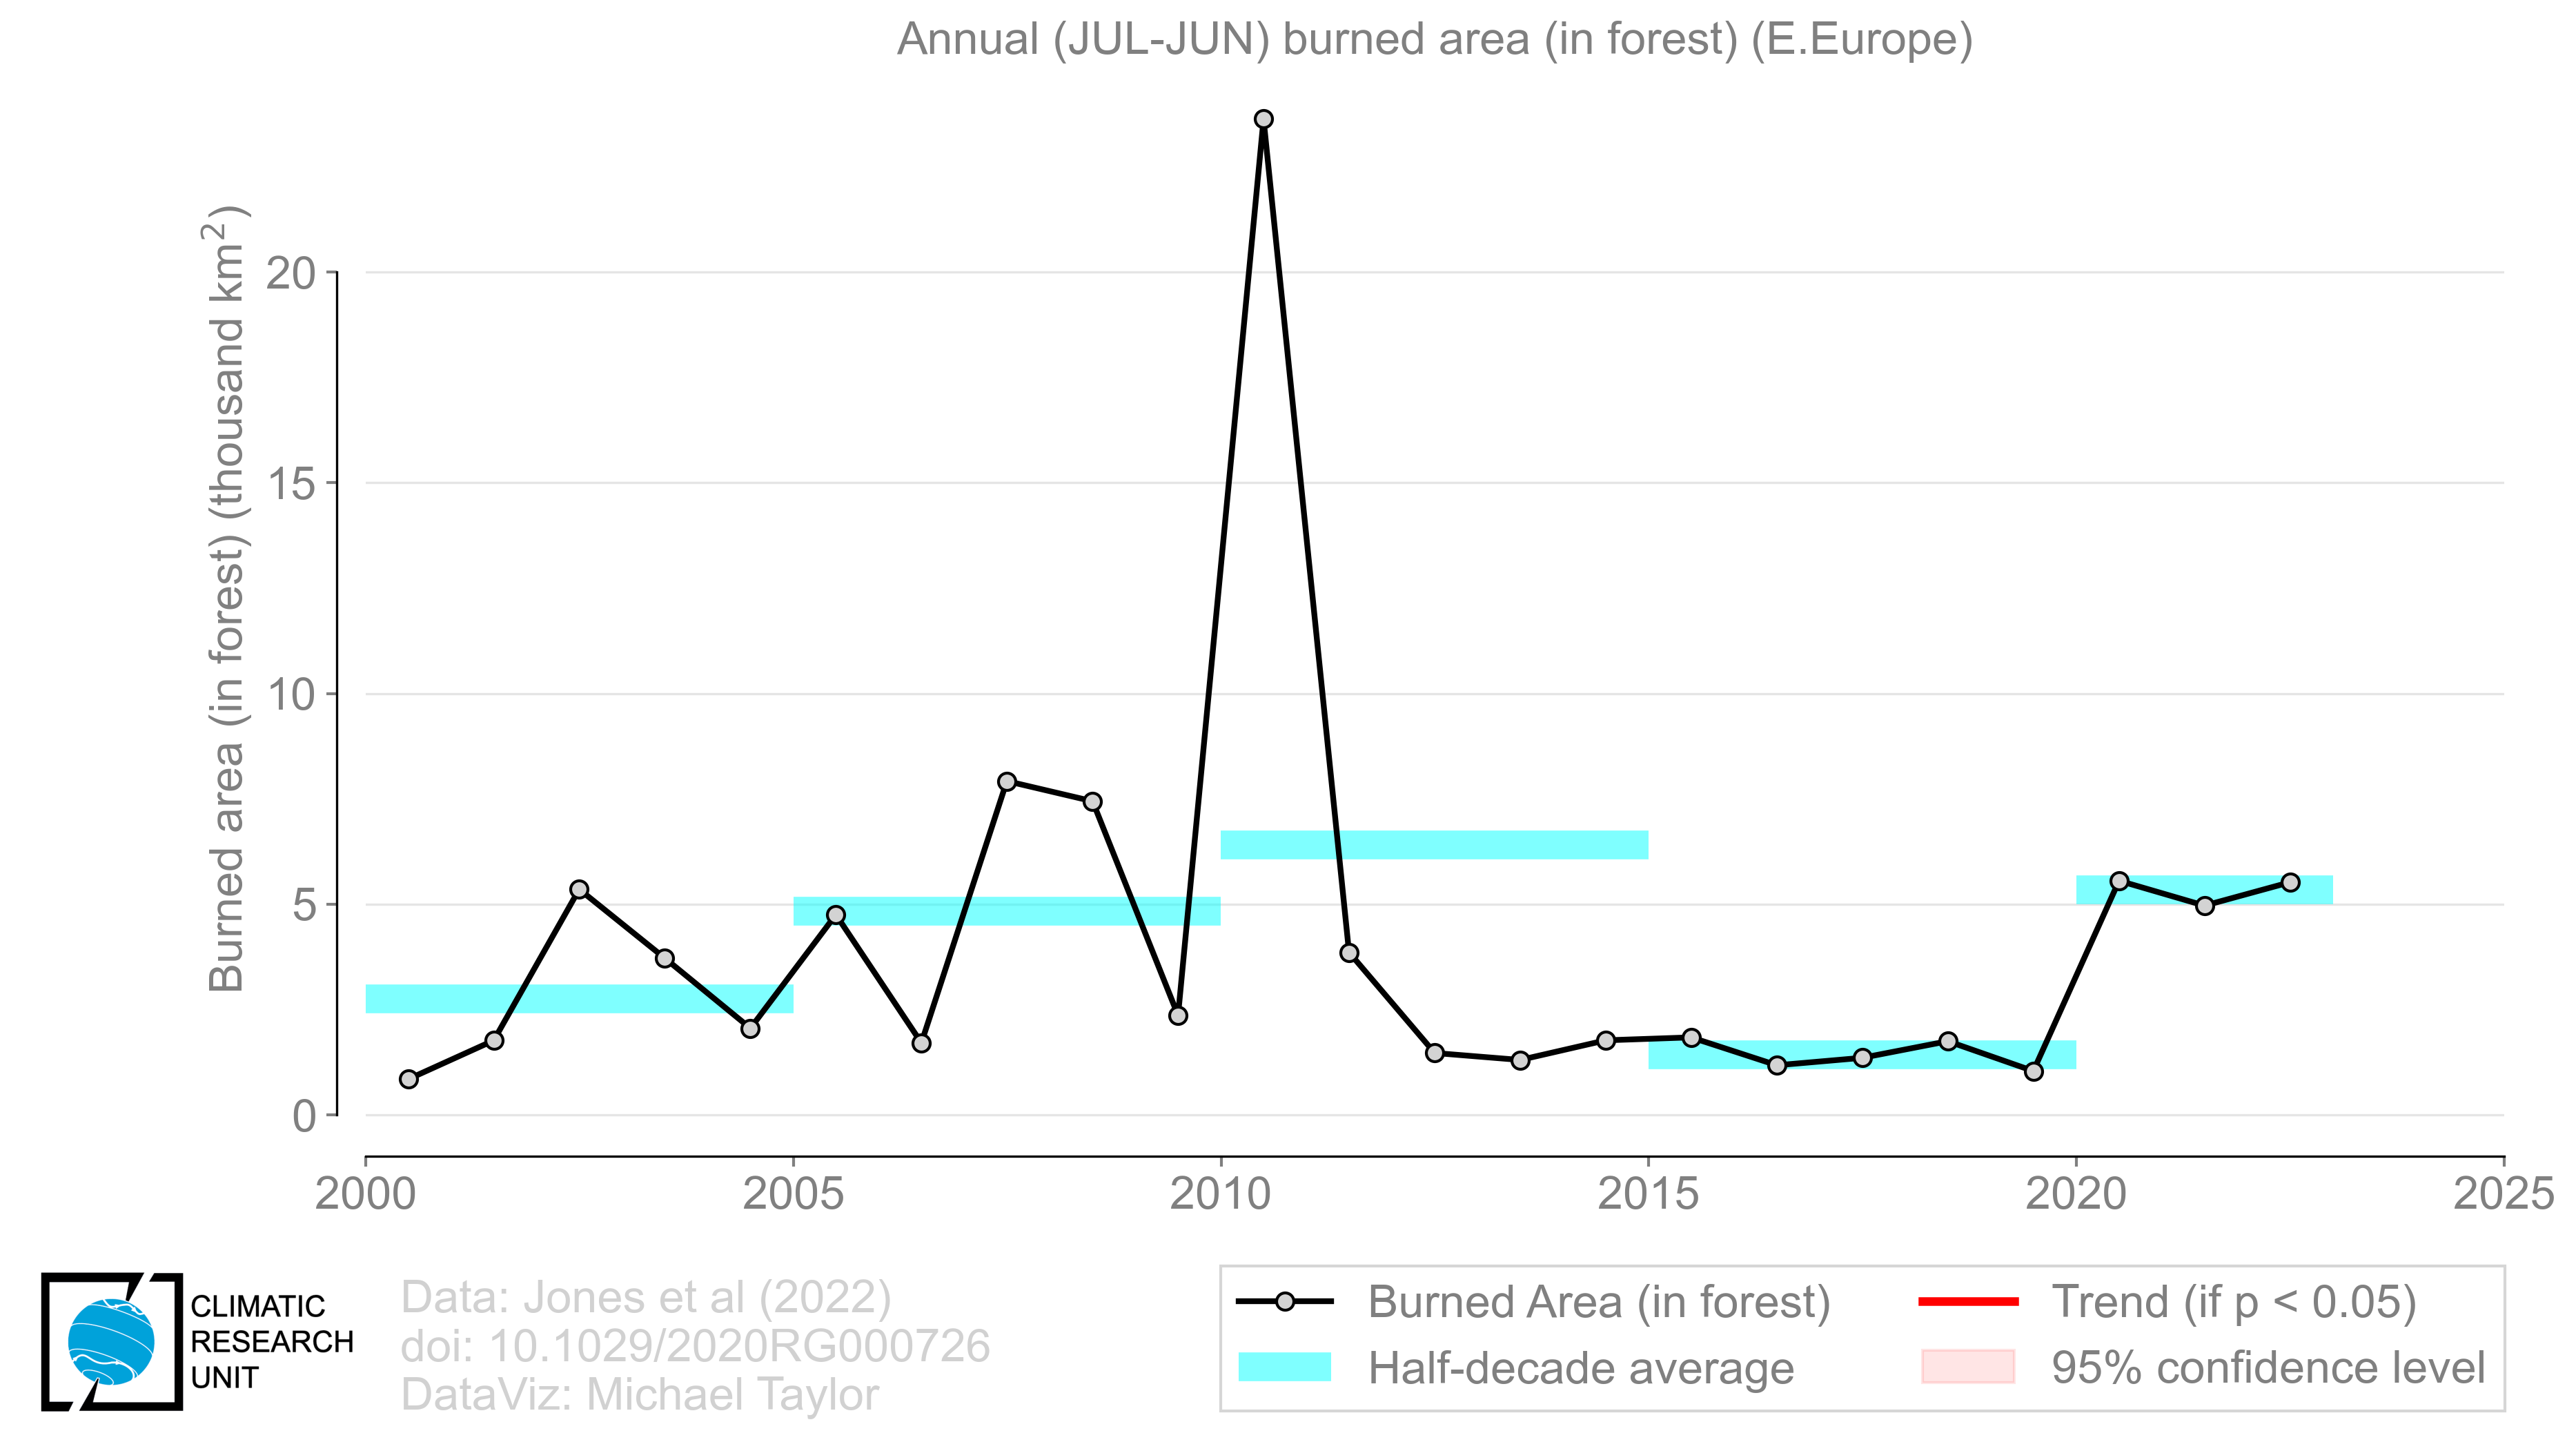 Annual (JUL-JUN) burned area (in forest) (E.Europe)
Burned area (in forest) (thousand km²)
20
15
10
5
0
2000
2005
2010
2015
2020
2025
CLIMATIC
RESEARCH
UNIT
Data: Jones et al (2022)
doi: 10.1029/2020RG000726
DataViz: Michael Taylor
Burned Area (in forest)
Half-decade average
Trend (if p < 0.05)
95% confidence level